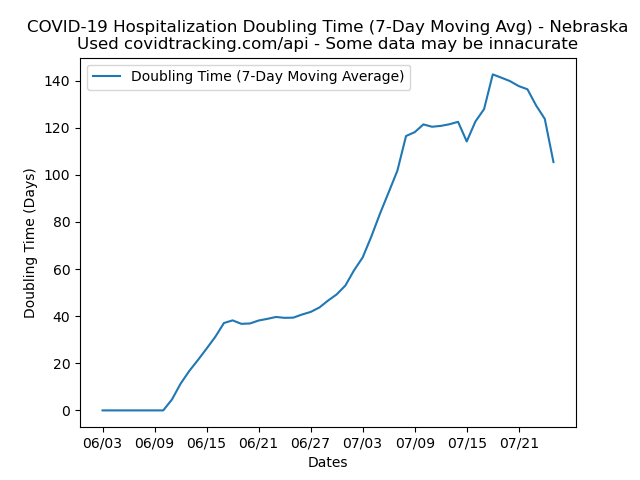 COVID-19 Hospitalization Doubling Time (7-Day Moving Avg) - Nebraska
Used covidtracking.com/api - Some data may be innacurate
Doubling Time (7-Day Moving Average)
140
120
100
80
60
40
20
0
Doubling Time (Days)
06/03 06/09 06/15 06/21 06/27 07/03 07/09 07/15 07/21
Dates